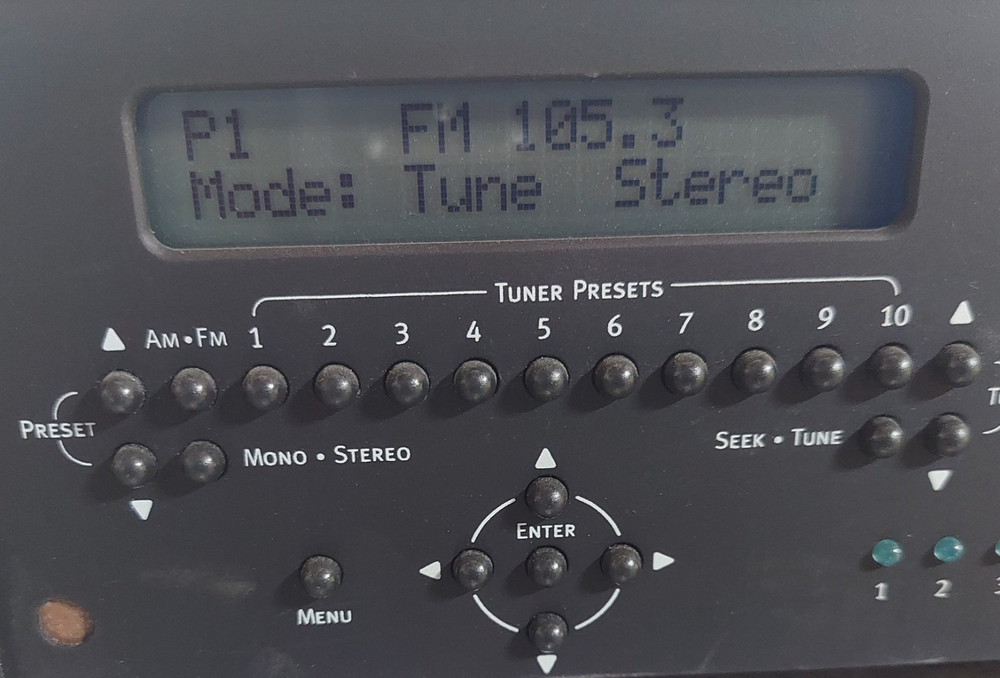 P1 FM 105.3
Mode: Tune Stereo
TUNER PRESETS
AM•FM 1 2 3 4 5 6 7 8 9 10
PRESET
MONO • STEREO
SEEK • TUNE
ENTER
MENU
1 2